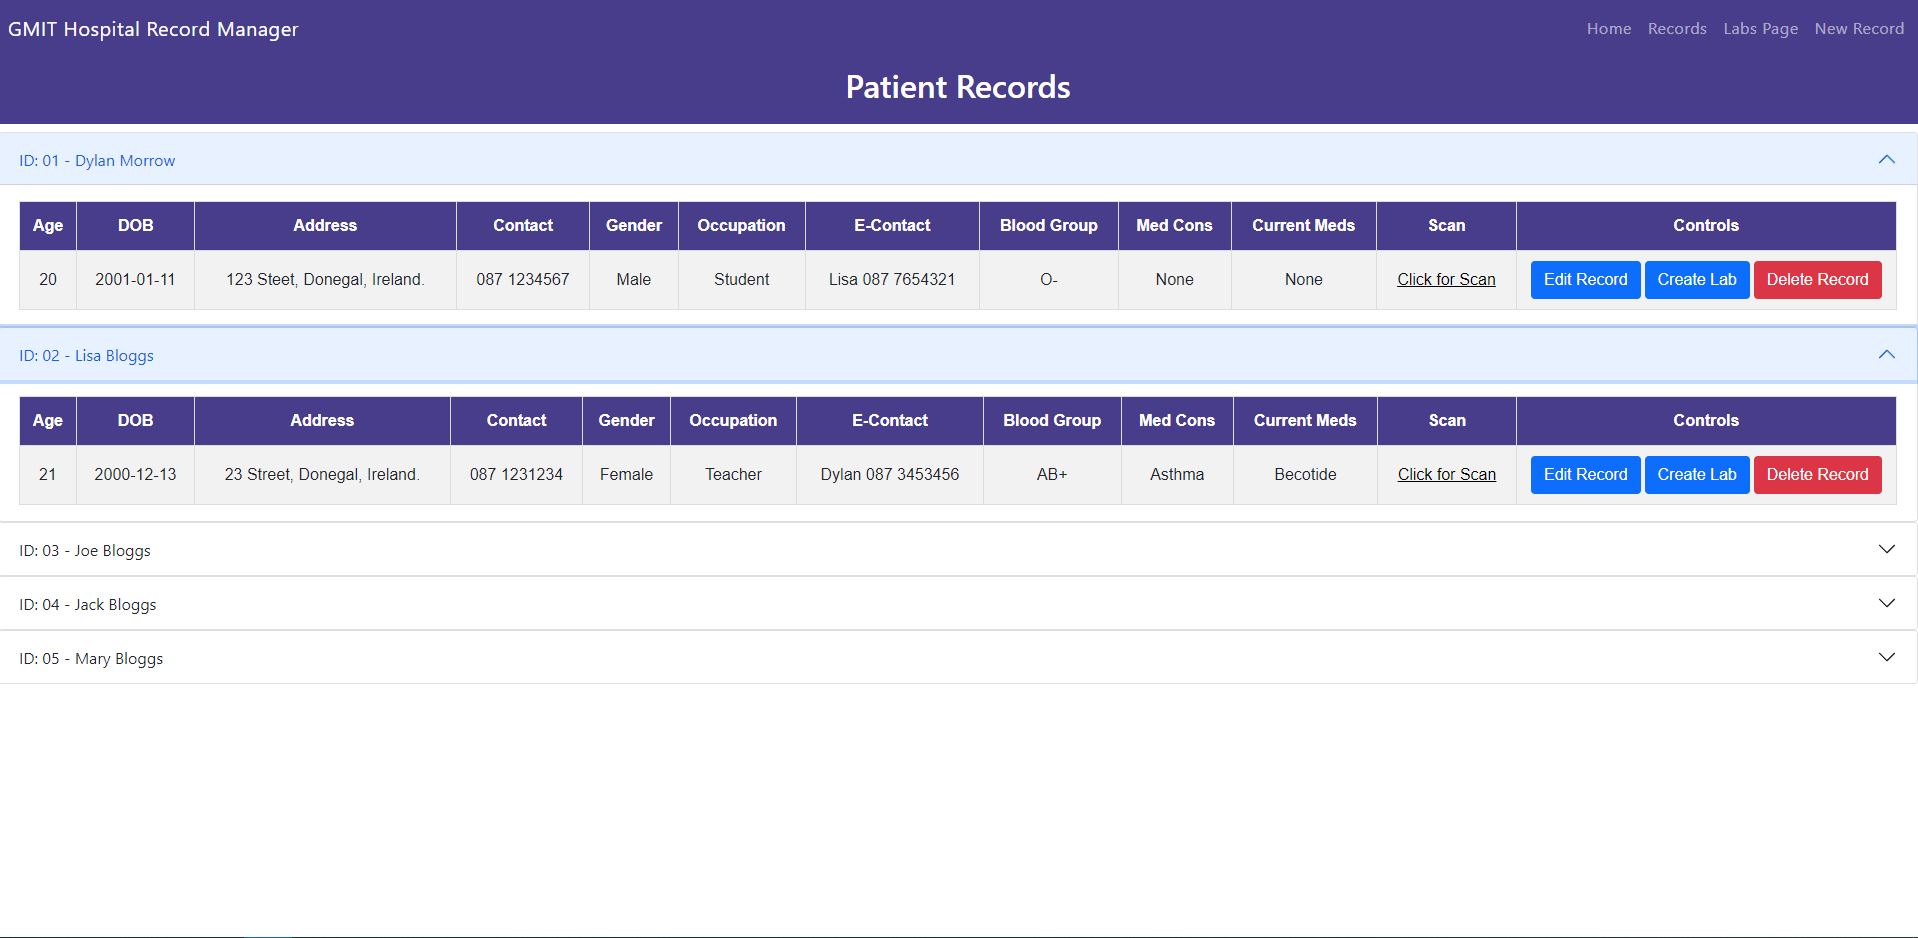 GMIT Hospital Record Manager Home Records Labs Page New Record
Patient Records
ID: 01 - Dylan Morrow
Age DOB Address Contact Gender Occupation E-Contact Blood Group Med Cons Current Meds Scan Controls
20 2001-01-11 123 Steet, Donegal, Ireland. 087 1234567 Male Student Lisa 087 7654321 O- None None Click for Scan Edit Record Create Lab Delete Record
ID: 02 - Lisa Bloggs
Age DOB Address Contact Gender Occupation E-Contact Blood Group Med Cons Current Meds Scan Controls
21 2000-12-13 23 Street, Donegal, Ireland. 087 1231234 Female Teacher Dylan 087 3453456 AB+ Asthma Becotide Click for Scan Edit Record Create Lab Delete Record
ID: 03 - Joe Bloggs
ID: 04 - Jack Bloggs
ID: 05 - Mary Bloggs